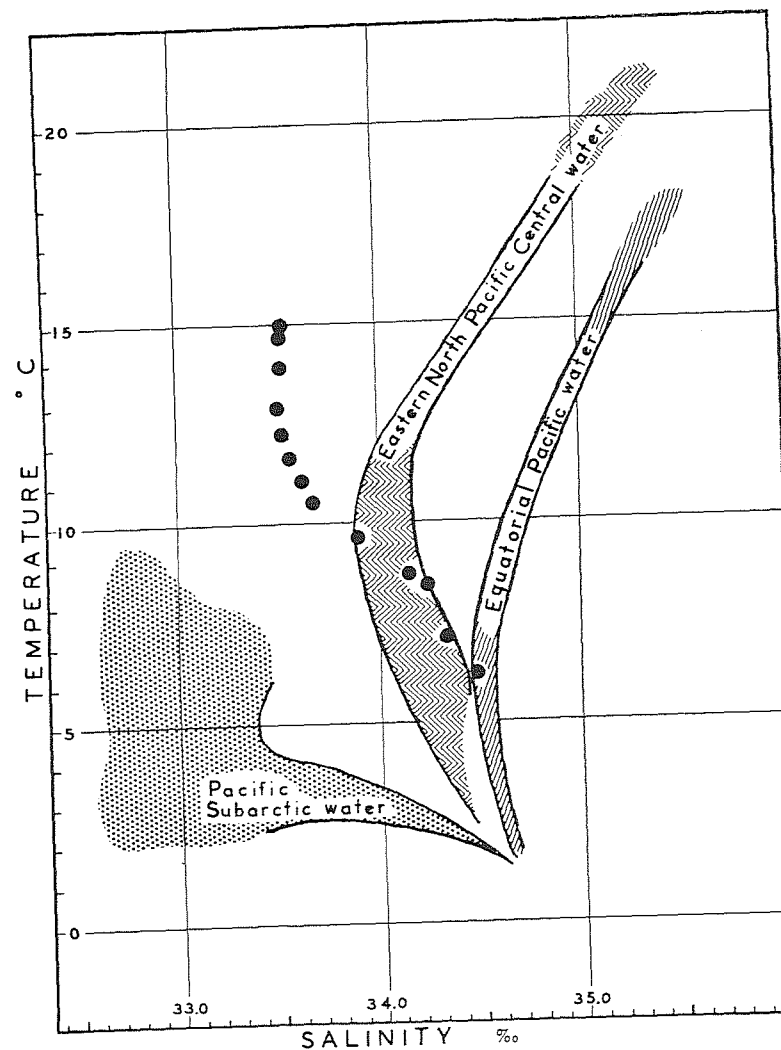 20
15
10
5
0
TEMPERATURE °C
Eastern North Pacific Central water
Equatorial Pacific water
Pacific
Subarctic water
33.0
34.0
35.0
SALINITY ‰